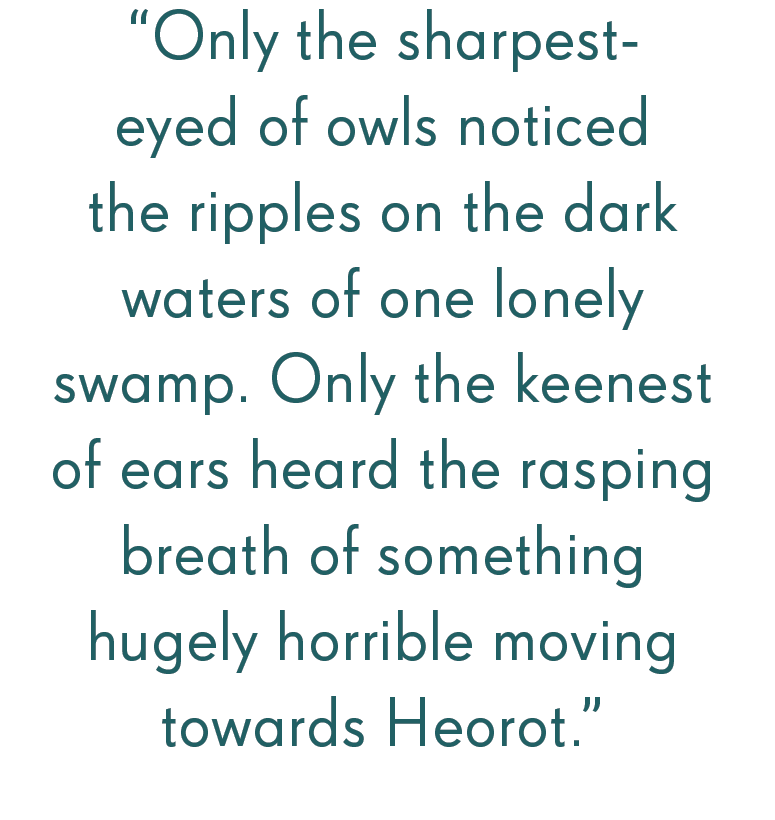 “Only the sharpest-
eyed of owls noticed
the ripples on the dark
waters of one lonely
swamp. Only the keenest
of ears heard the rasping
breath of something
hugely horrible moving
towards Heorot.”